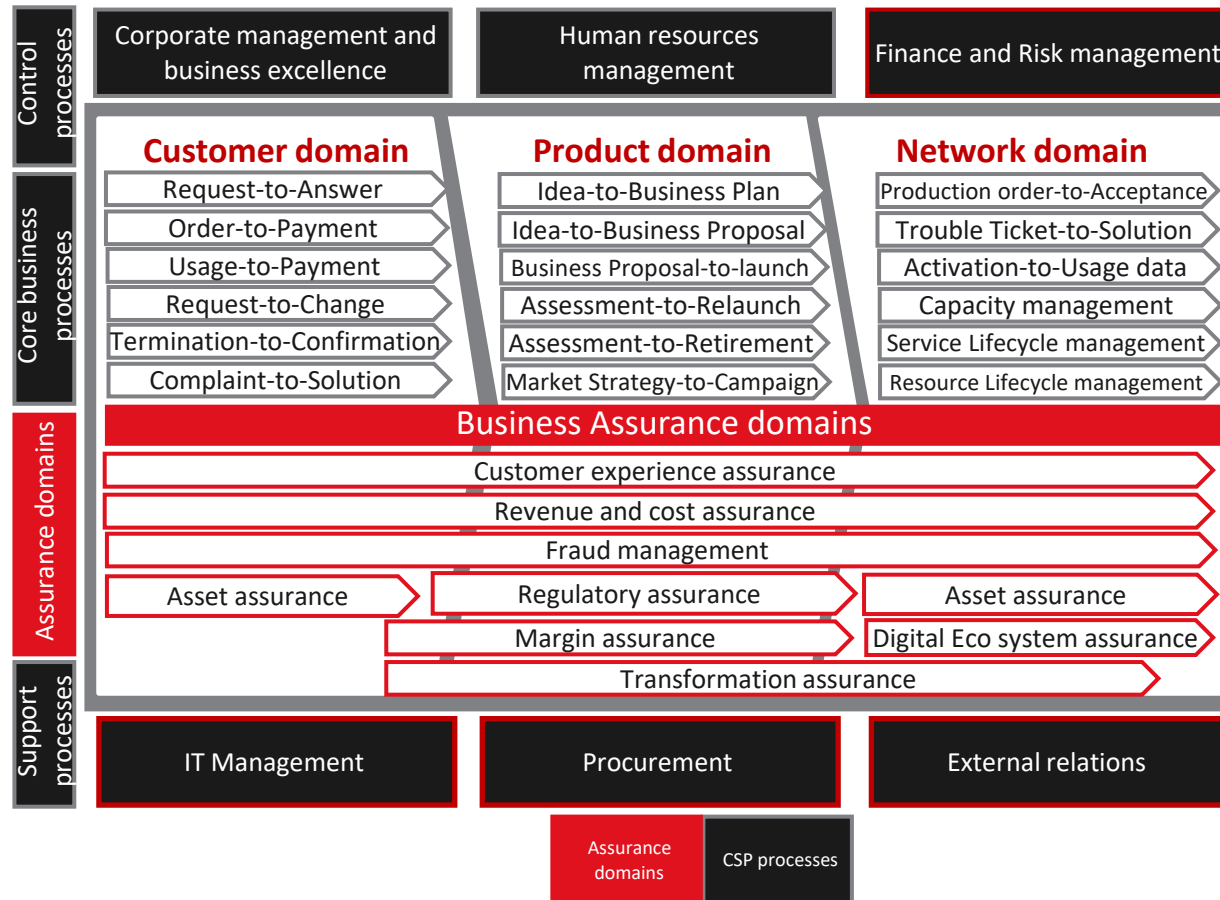 Control
processes
Corporate management and
business excellence
Human resources
management
Finance and Risk management
Core business
processes
Customer domain
Request-to-Answer
Order-to-Payment
Usage-to-Payment
Request-to-Change
Termination-to-Confirmation
Complaint-to-Solution
Product domain
Idea-to-Business Plan
Idea-to-Business Proposal
Business Proposal-to-launch
Assessment-to-Relaunch
Assessment-to-Retirement
Market Strategy-to-Campaign
Network domain
Production order-to-Acceptance
Trouble Ticket-to-Solution
Activation-to-Usage data
Capacity management
Service Lifecycle management
Resource Lifecycle management
Assurance domains
Business Assurance domains
Customer experience assurance
Revenue and cost assurance
Fraud management
Asset assurance
Regulatory assurance
Asset assurance
Margin assurance
Digital Eco system assurance
Transformation assurance
Support
processes
IT Management
Procurement
External relations
Assurance
domains
CSP processes